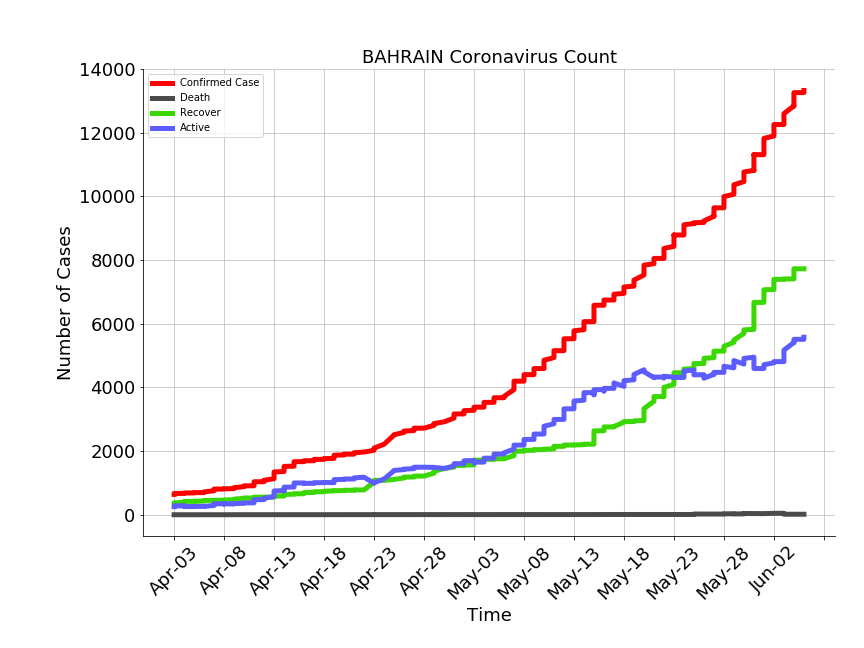 BAHRAIN Coronavirus Count
Confirmed Case
Death
Recover
Active
Number of Cases
14000
12000
10000
8000
6000
4000
2000
0
Apr-03
Apr-08
Apr-13
Apr-18
Apr-23
Apr-28
May-03
May-08
May-13
May-18
May-23
May-28
Jun-02
Time